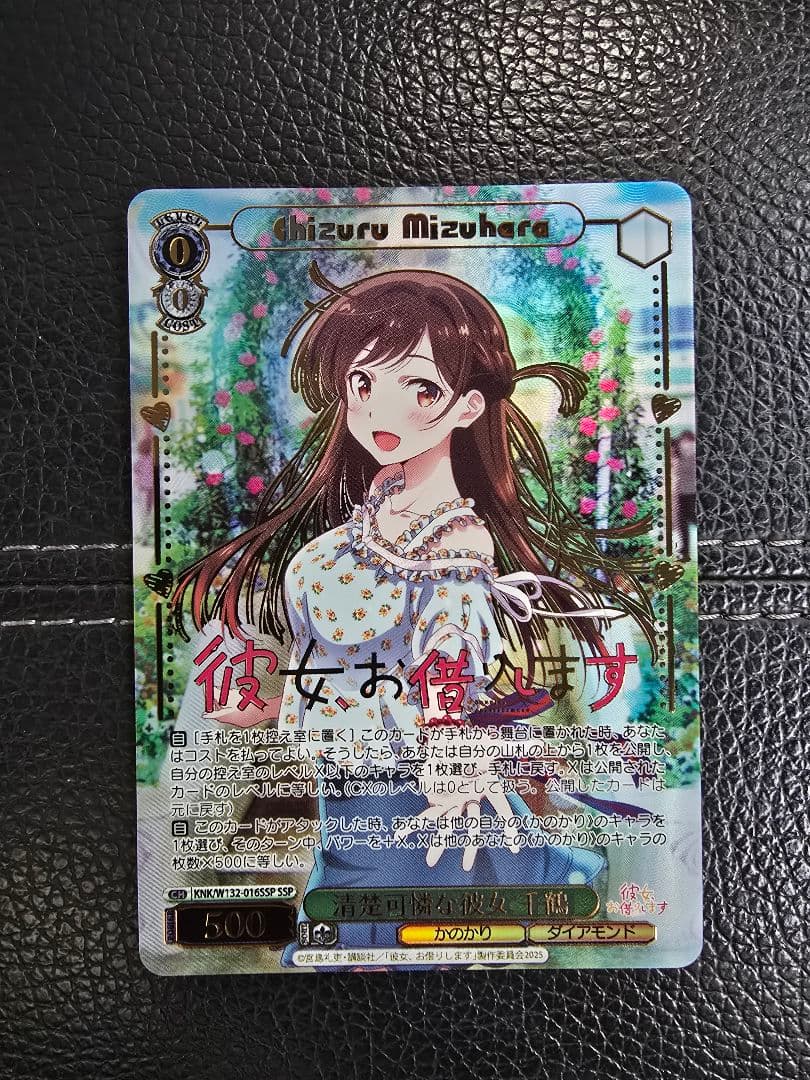 LEVEL
0
0
COST
Chizuru Mizuhara
彼女、お借りします
自 [手札を1枚控え室に置く] このカードが手札から舞台に置かれた時、あなた
はコストを払ってよい。そうしたら、あなたは自分の山札の上から1枚を公開し、
自分の控え室のレベルX以下のキャラを1枚選び、手札に戻す。Xは公開された
カードのレベルに等しい。(CXのレベルは0として扱う。公開したカードは
元に戻す)
自 このカードがアタックした時、あなたは他の自分の《かのかり》のキャラを
1枚選び、そのターン中、パワーを+X。Xは他のあなたの《かのかり》のキャラの
枚数×500に等しい。
CH KNK/W132-016SSP SSP
500
清楚可憐な彼女 千鶴
彼女、
お借りします
かのかり ダイアモンド
©宮島礼吏・講談社/「彼女、お借りします」製作委員会2025